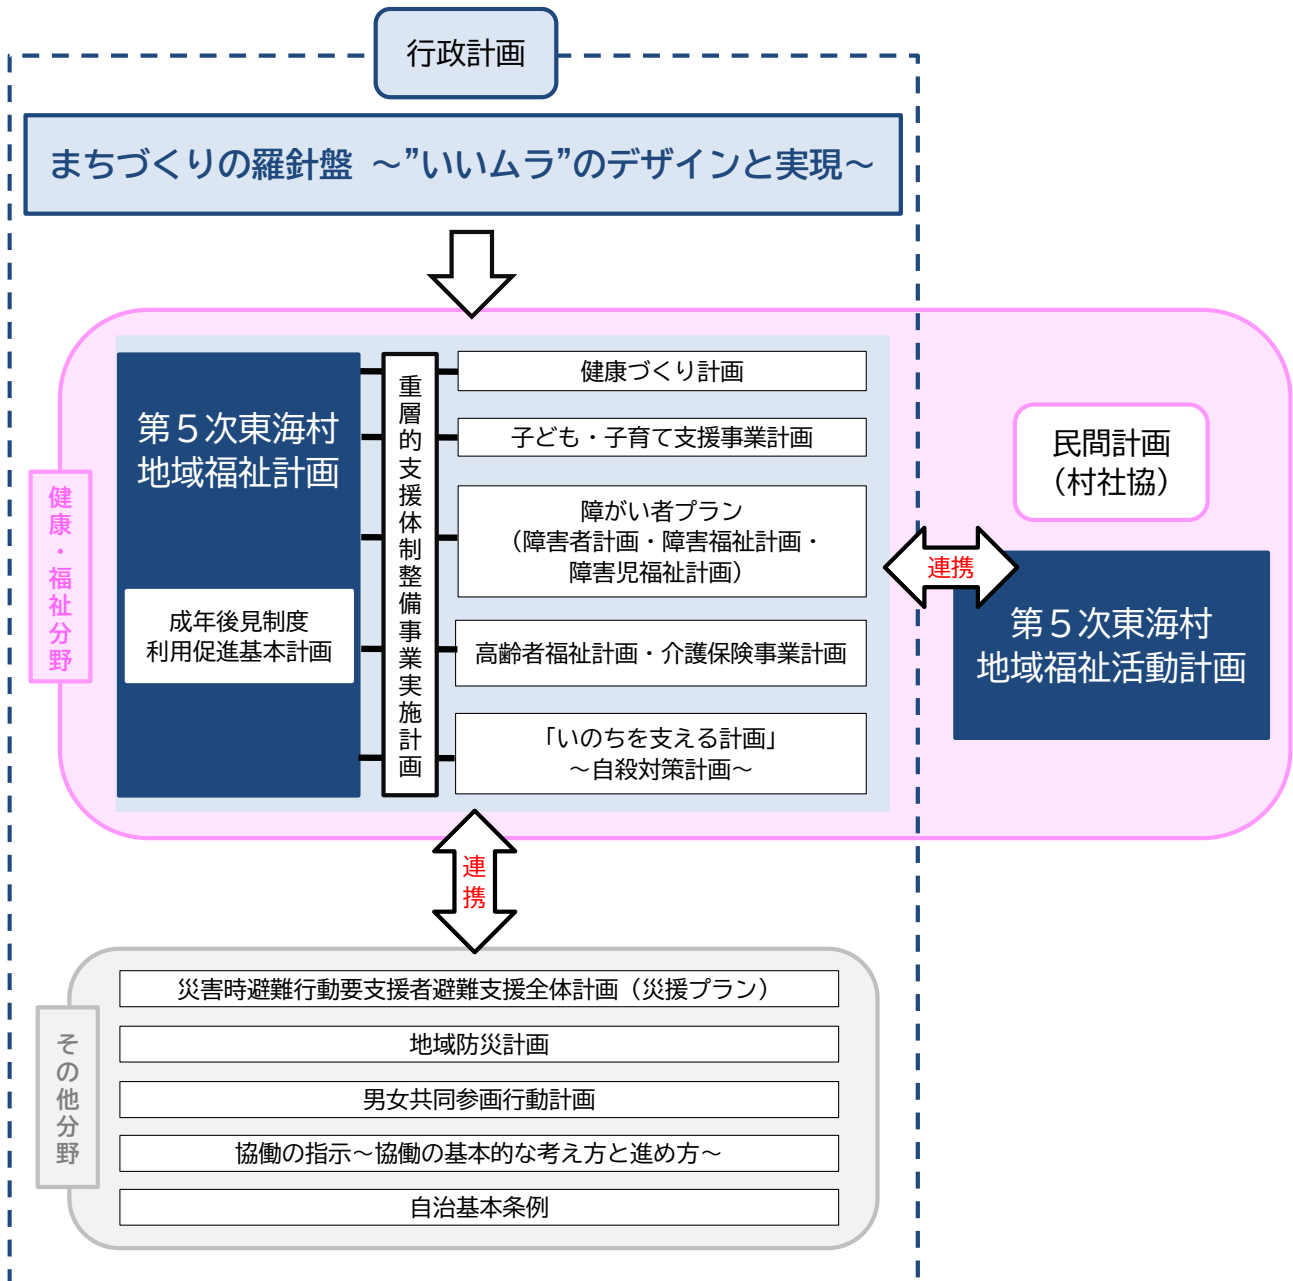 行政計画
まちづくりの羅針盤 ～”いいムラ”のデザインと実現～
健康・福祉分野
第５次東海村
地域福祉計画
成年後見制度
利用促進基本計画
重層的支援体制整備事業実施計画
健康づくり計画
子ども・子育て支援事業計画
障がい者プラン
（障害者計画・障害福祉計画・
障害児福祉計画）
高齢者福祉計画・介護保険事業計画
「いのちを支える計画」
～自殺対策計画～
連携
民間計画
（村社協）
第５次東海村
地域福祉活動計画
連携
その他分野
災害時避難行動要支援者避難支援全体計画（災援プラン）
地域防災計画
男女共同参画行動計画
協働の指示～協働の基本的な考え方と進め方～
自治基本条例